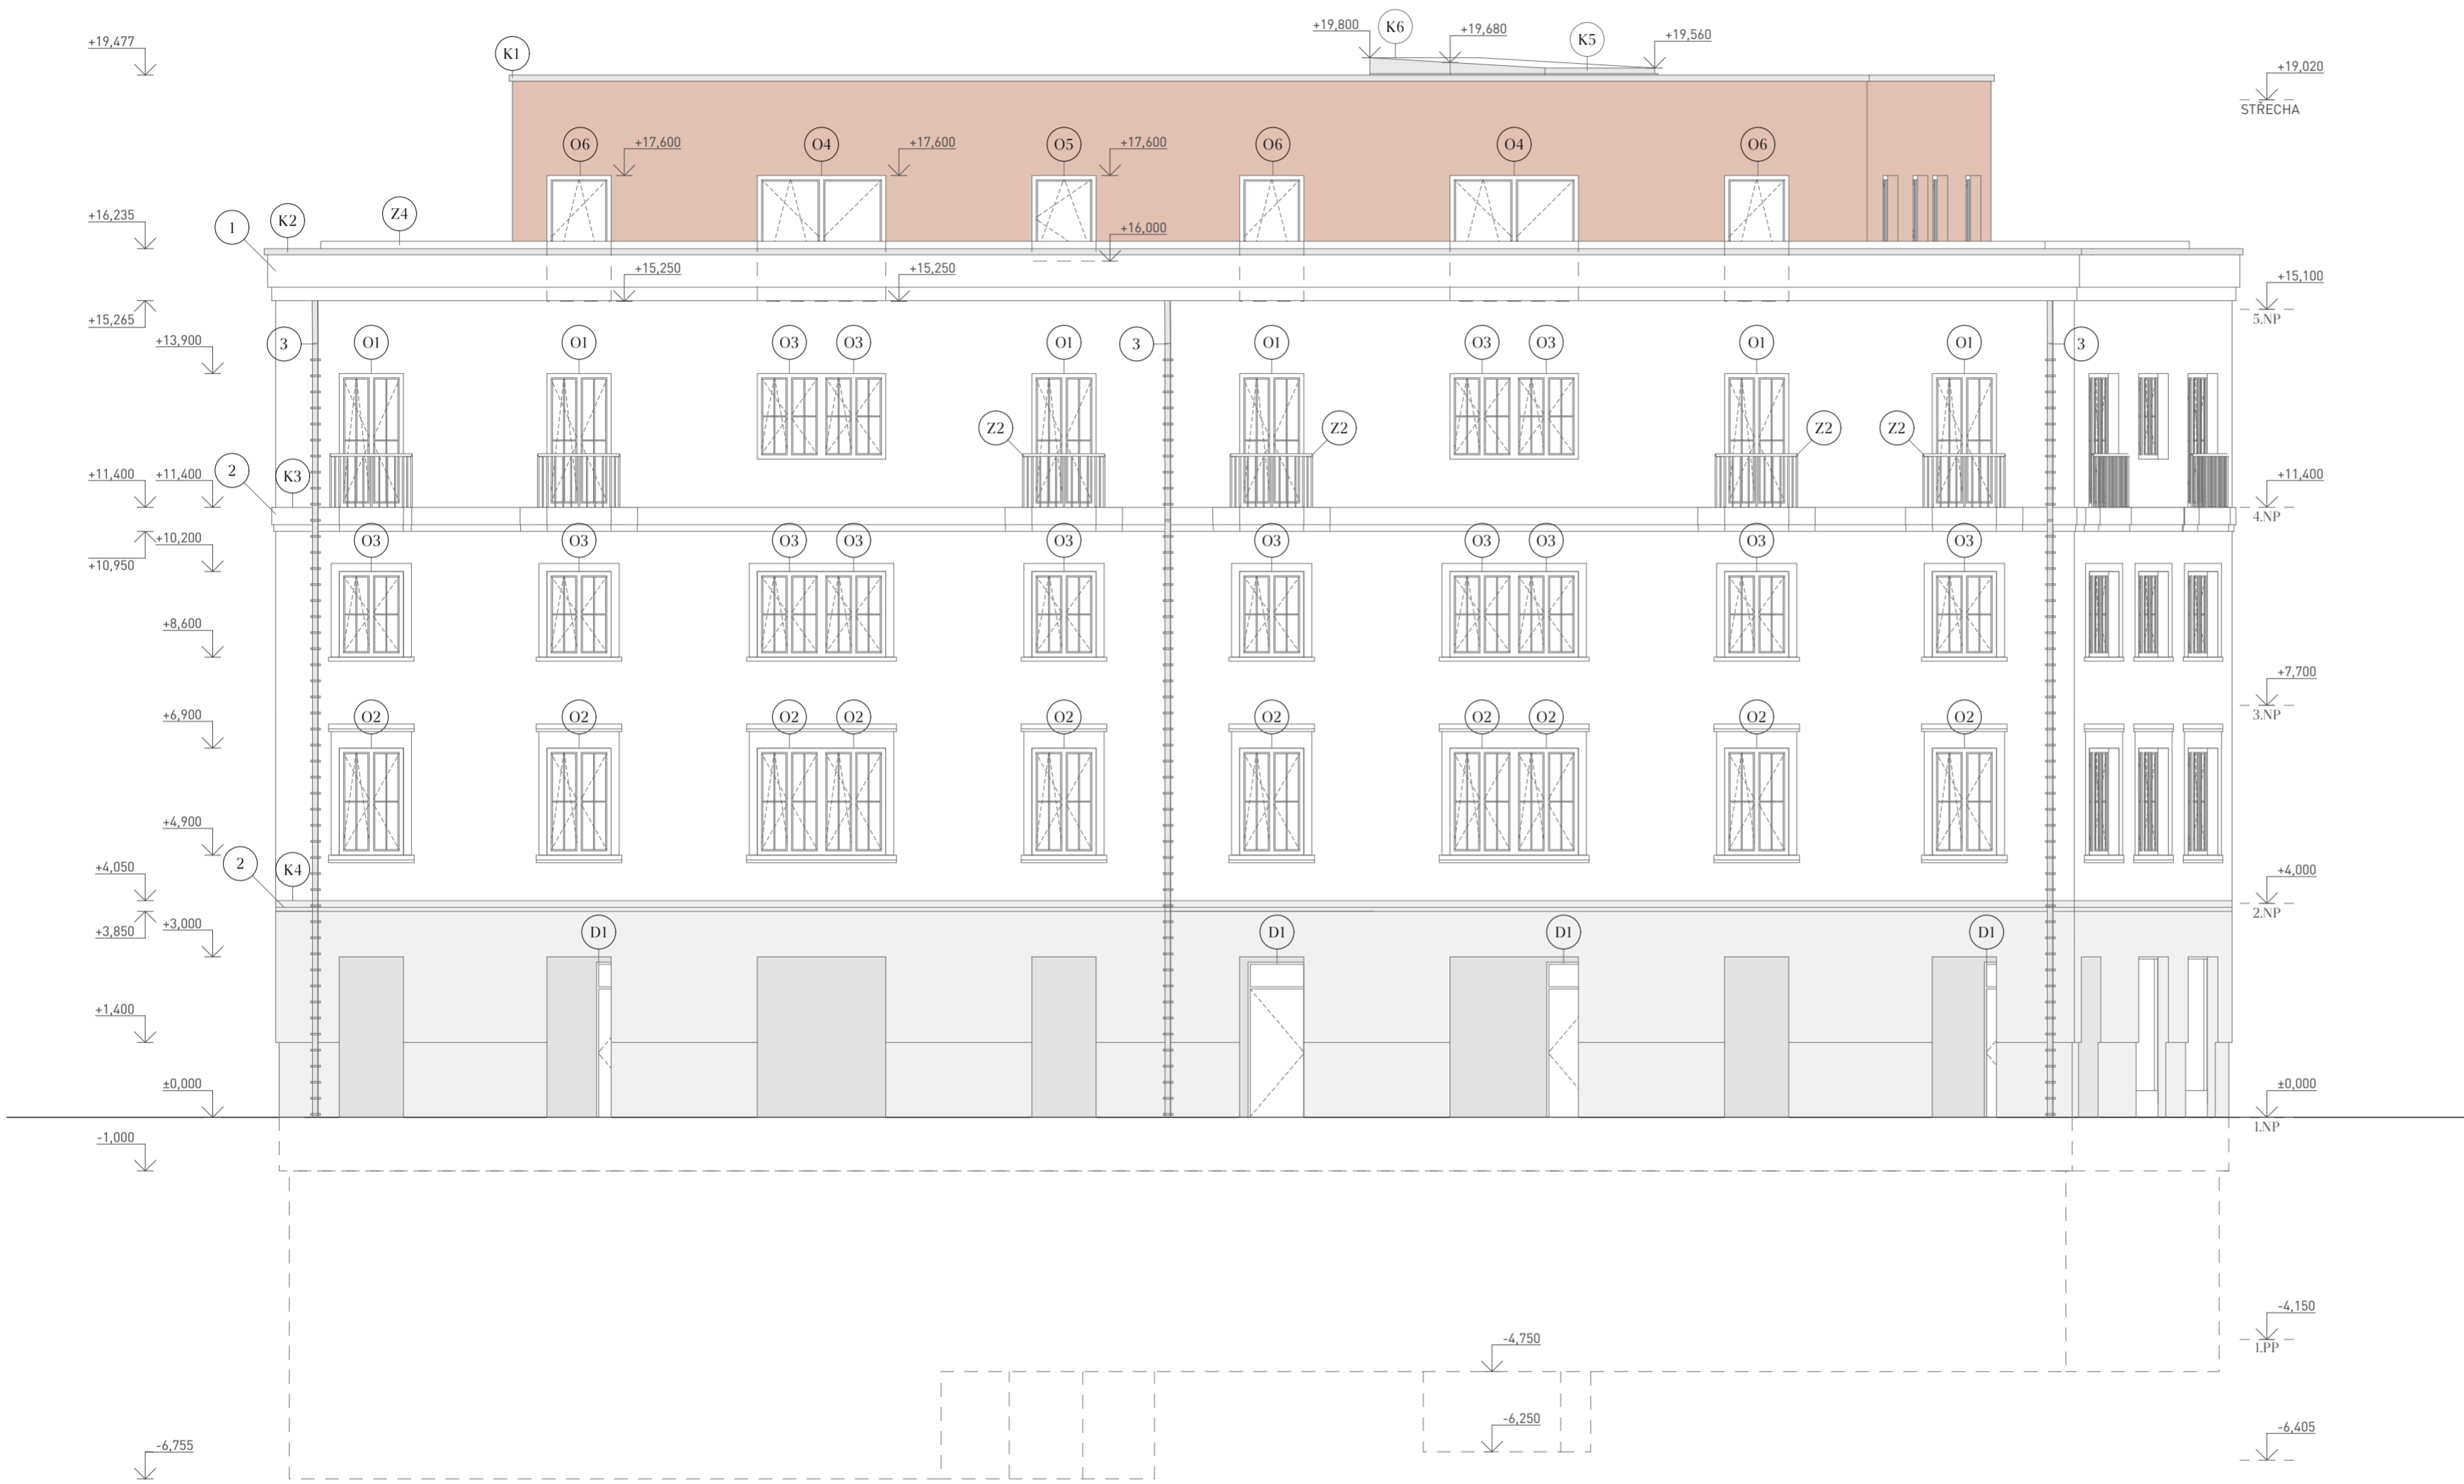 +19,800
K6
+19,680
K5
+19,560
+19,477
K1
+19,020
STŘECHA
O6
+17,600
O4
+17,600
O5
+17,600
O6
O4
O6
+16,235
1
K2
Z4
+16,000
+15,250
+15,250
+15,100
5.NP
+15,265
+13,900
3
O1
O1
O3
O3
O1
3
O1
O3
O3
O1
O1
3
Z2
Z2
Z2
Z2
+11,400
+11,400
2
K3
+11,400
4.NP
+10,200
+10,950
O3
O3
O3
O3
O3
O3
O3
O3
O3
O3
+8,600
+7,700
3.NP
+6,900
O2
O2
O2
O2
O2
O2
O2
O2
O2
O2
+4,900
+4,050
2
K4
+4,000
2.NP
+3,850
+3,000
D1
D1
D1
D1
+1,400
±0,000
±0,000
1.NP
-1,000
-4,150
1.PP
-4,750
-6,250
-6,405
-6,755